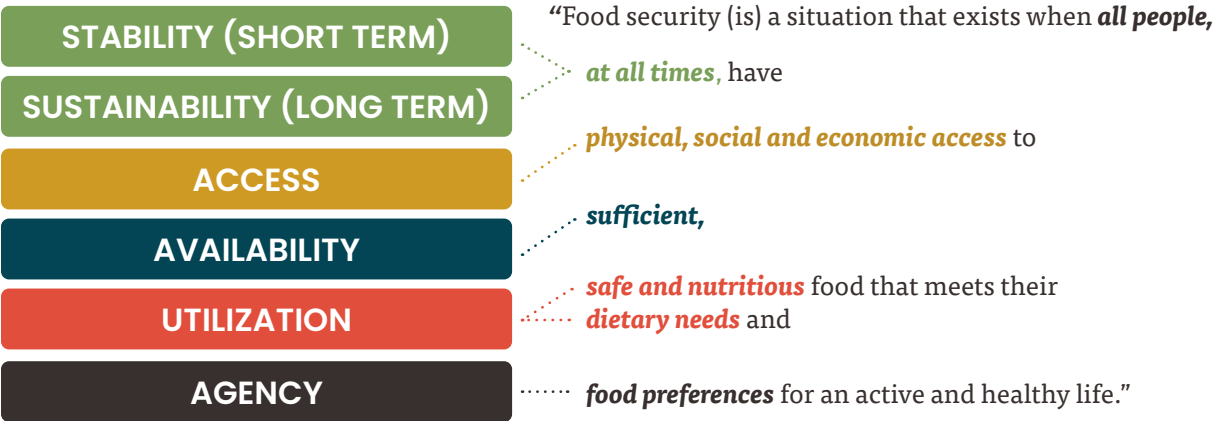 “Food security (is) a situation that exists when all people,
STABILITY (SHORT TERM)
at all times, have
SUSTAINABILITY (LONG TERM)
physical, social and economic access to
ACCESS
sufficient,
AVAILABILITY
safe and nutritious food that meets their
UTILIZATION
dietary needs and
AGENCY
food preferences for an active and healthy life.”